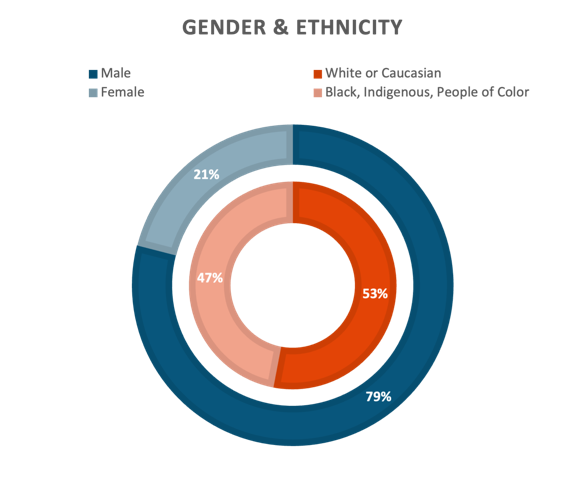 GENDER & ETHNICITY
Male
White or Caucasian
Female
Black, Indigenous, People of Color
21%
47%
53%
79%